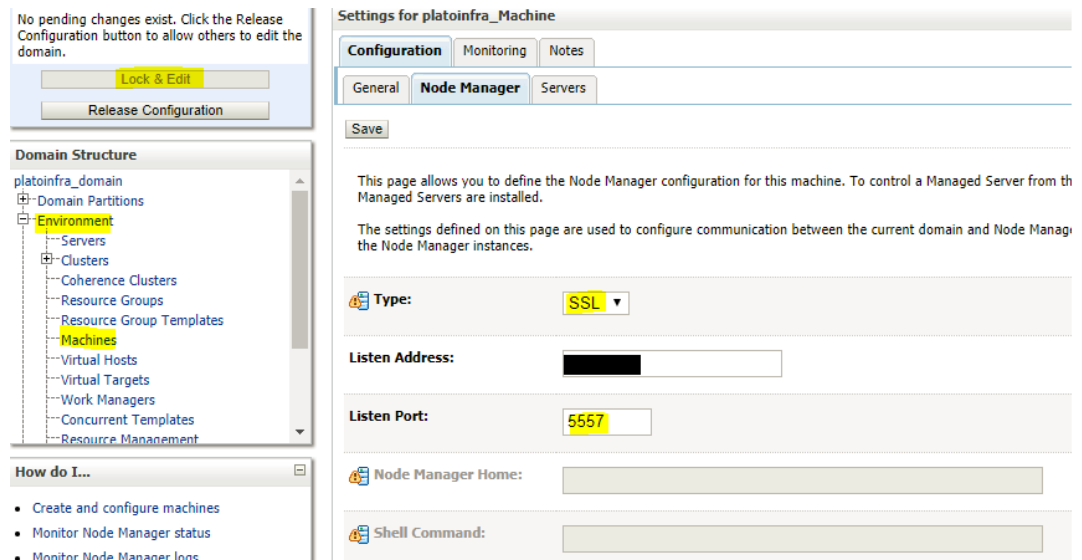 No pending changes exist. Click the Release
Configuration button to allow others to edit the
domain.
Lock & Edit
Release Configuration
Domain Structure
platoinfra_domain
Domain Partitions
Environment
Servers
Clusters
Coherence Clusters
Resource Groups
Resource Group Templates
Machines
Virtual Hosts
Virtual Targets
Work Managers
Concurrent Templates
Resource Management
How do I...
Create and configure machines
Monitor Node Manager status
Monitor Node Manager logs
Settings for platoinfra_Machine
Configuration Monitoring Notes
General Node Manager Servers
Save
This page allows you to define the Node Manager configuration for this machine. To control a Managed Server from th
Managed Servers are installed.
The settings defined on this page are used to configure communication between the current domain and Node Manag
the Node Manager instances.
Type: SSL
Listen Address:
Listen Port: 5557
Node Manager Home:
Shell Command: